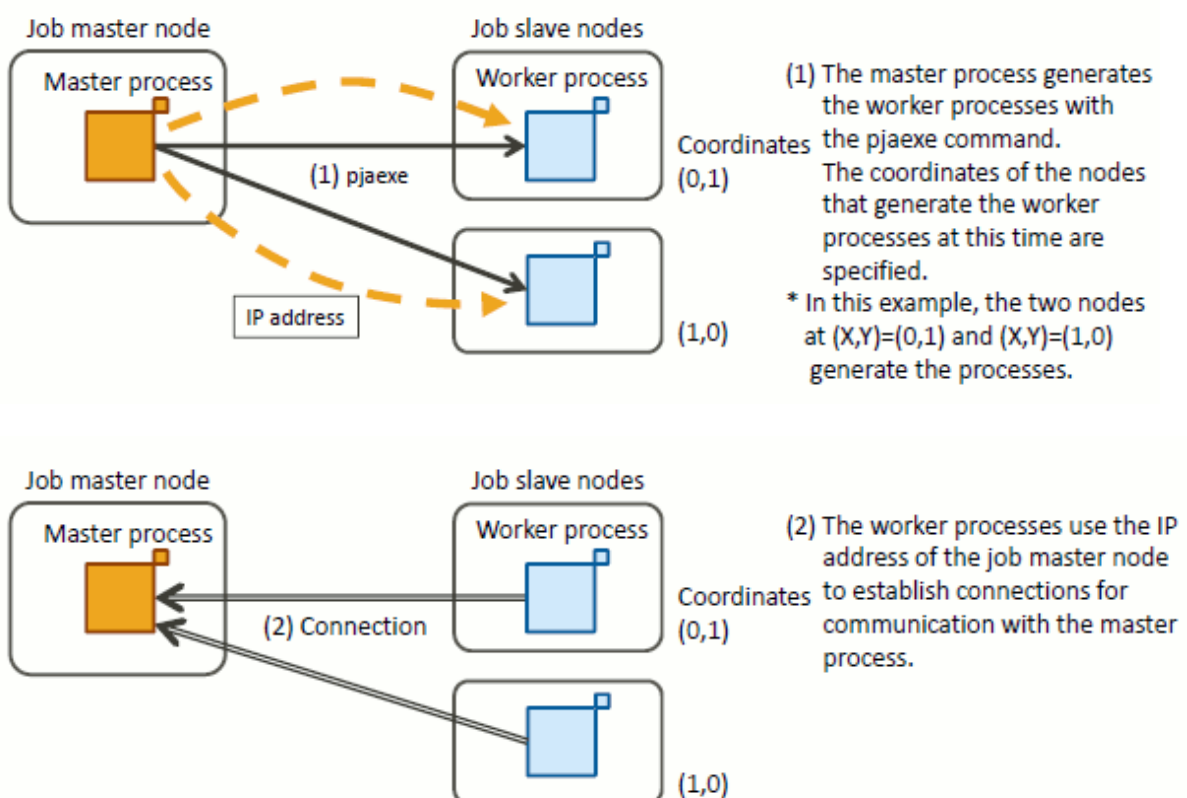 Job master node
Job slave nodes
Master process
Worker process
(1) pjaexe
IP address
Coordinates
(0,1)
(1,0)
(1) The master process generates
the worker processes with
the pjaexe command.
The coordinates of the nodes
that generate the worker
processes at this time are
specified.
* In this example, the two nodes
at (X,Y)=(0,1) and (X,Y)=(1,0)
generate the processes.
Job master node
Job slave nodes
Master process
Worker process
(2) Connection
Coordinates
(0,1)
(1,0)
(2) The worker processes use the IP
address of the job master node
to establish connections for
communication with the master
process.